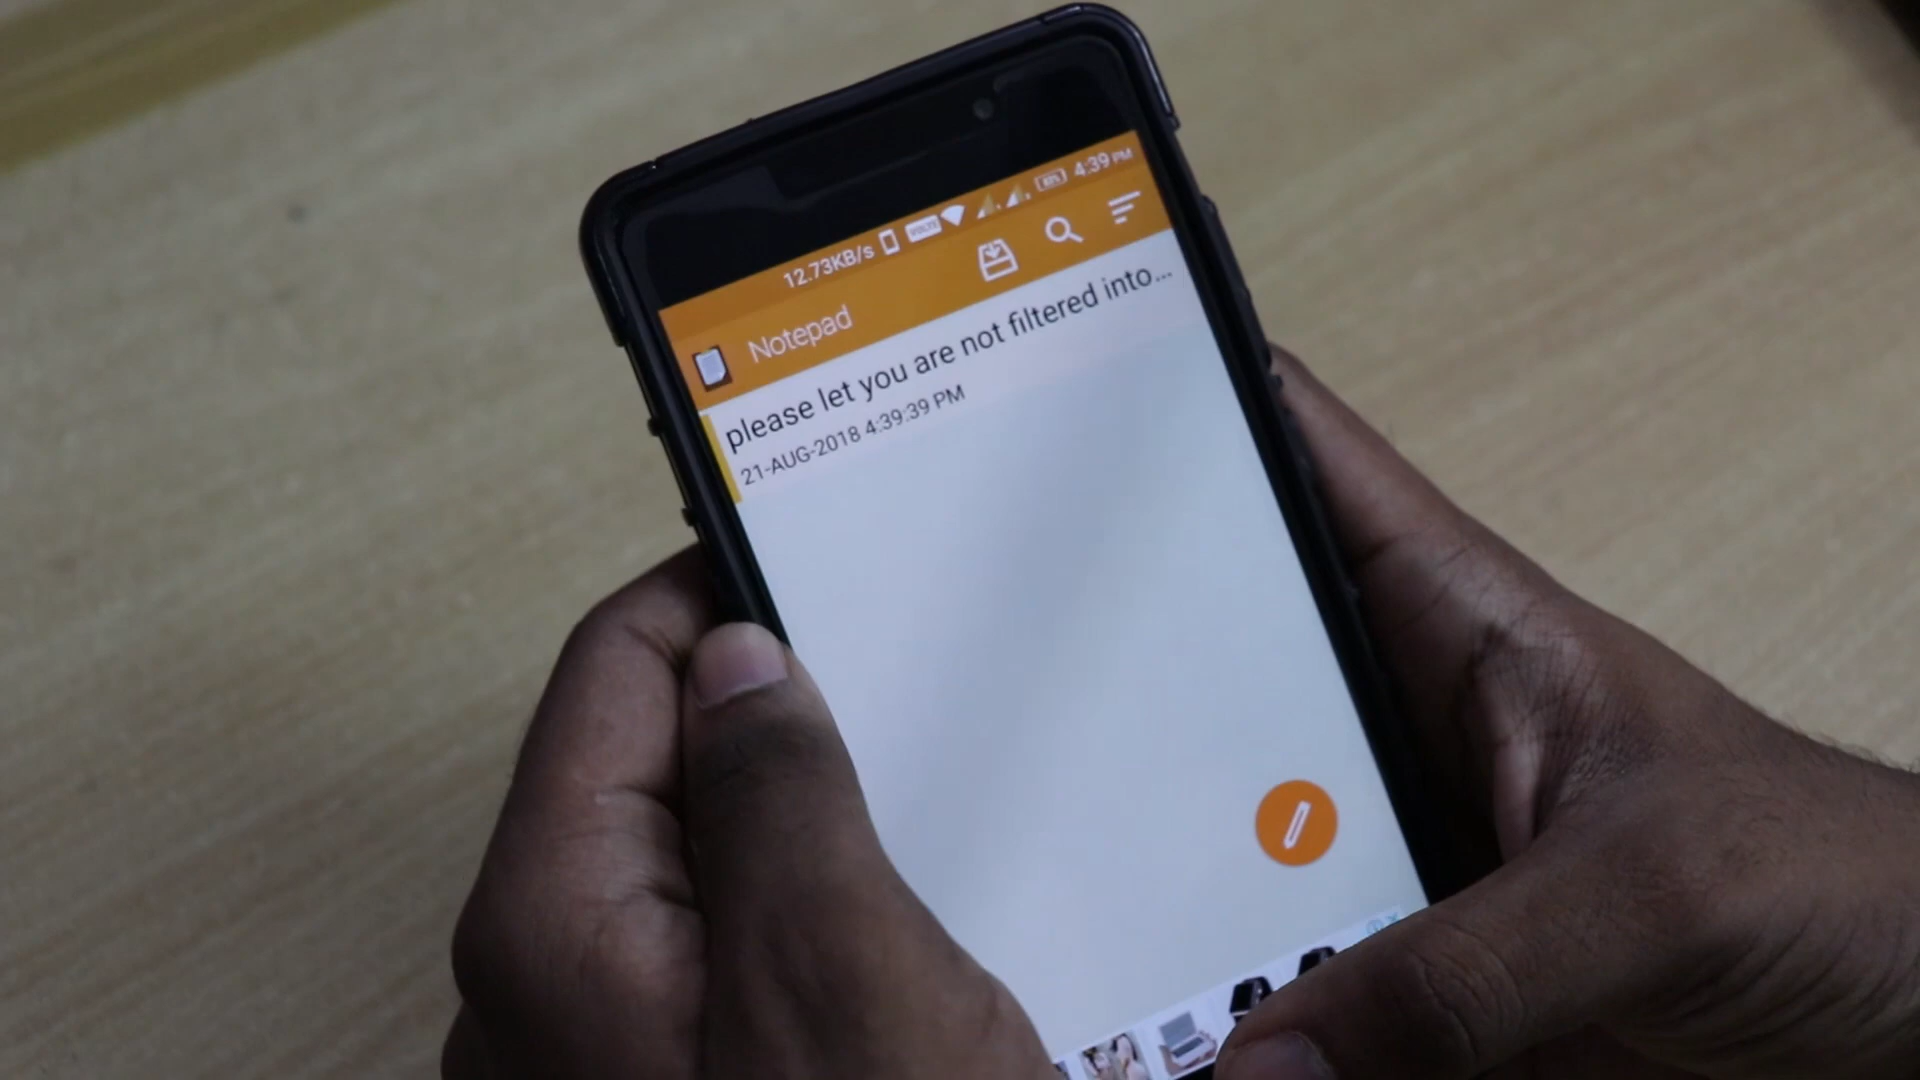 12.73KB/s VOLTE 4:39 PM
Notepad
please let you are not filtered into...
21-AUG-2018 4:39:39 PM